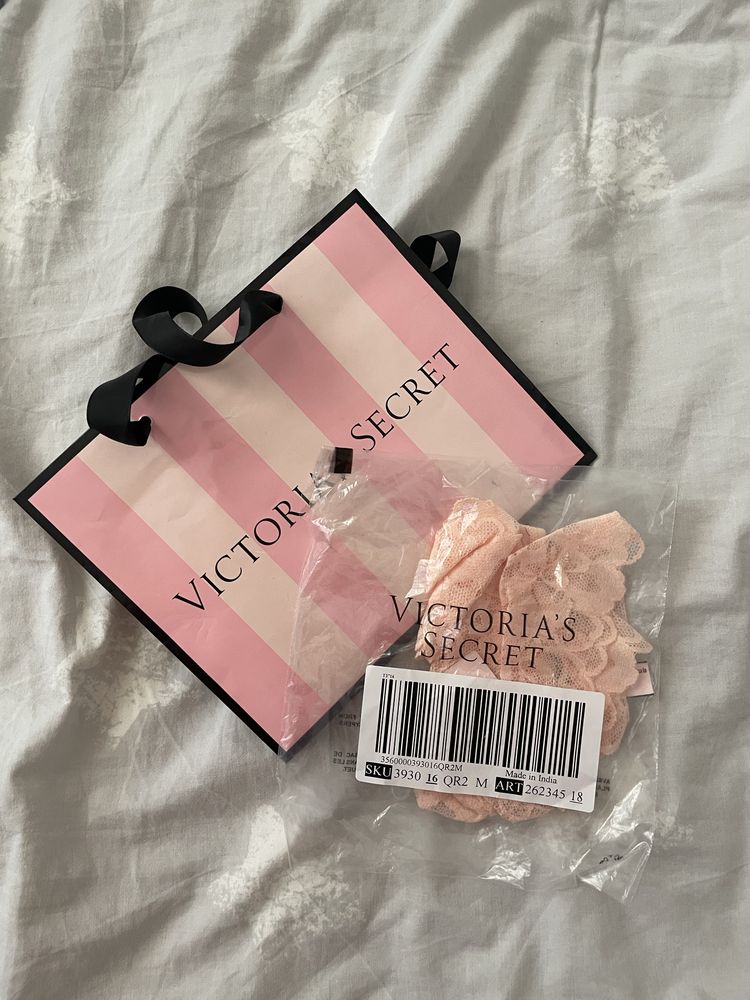 VICTORIA'S SECRET
VICTORIA'S
SECRET
3560000393016QR2M
Made in India
SKU 3930 16 QR2 M ART 262345 18